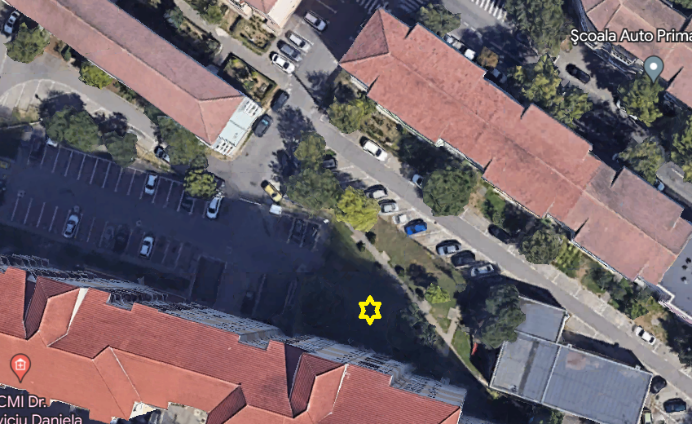 Şcoala Auto Prima
CMI Dr.
viciu Daniela